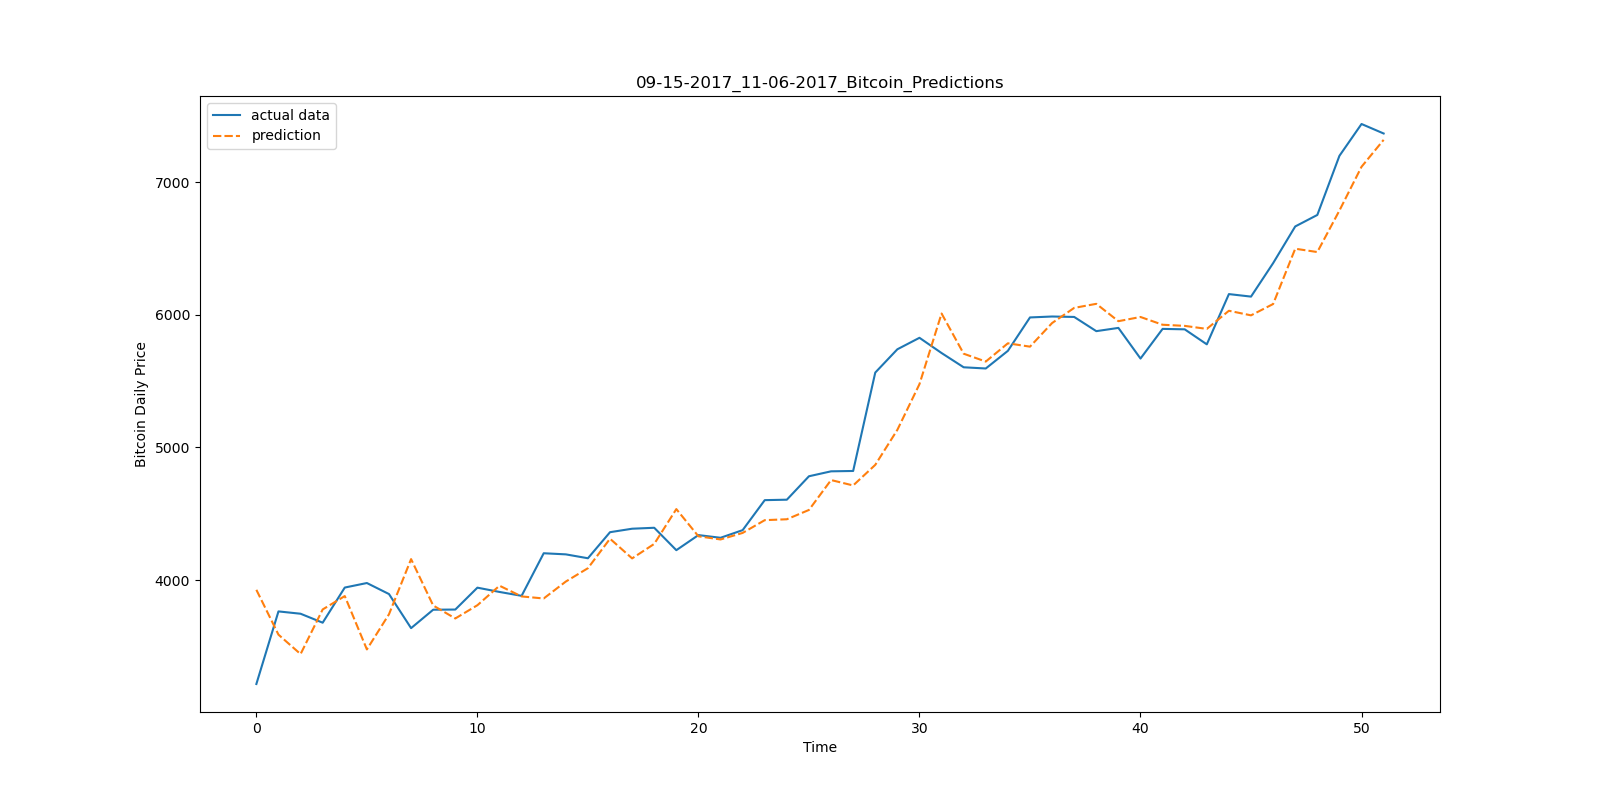 09-15-2017_11-06-2017_Bitcoin_Predictions
actual data
prediction
7000
6000
5000
4000
Bitcoin Daily Price
0 10 20 30 40 50
Time